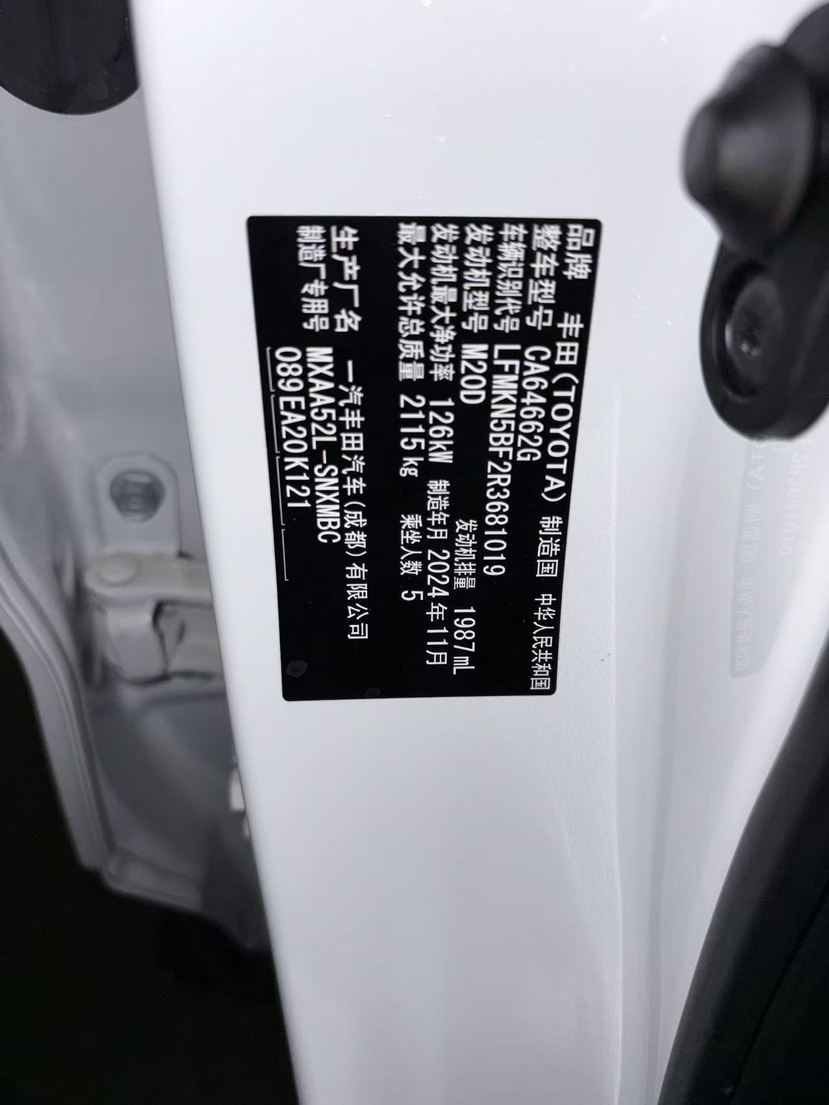 品牌 丰田(TOYOTA) 制造国 中华人民共和国
整车型号 CA64662G
车辆识别代号 LFMKN5BF2R3681019
发动机型号 M20D 发动机排量 1987mL
发动机最大净功率 126kW 制造年月 2024年11月
最大允许总质量 2115kg 乘坐人数 5
生产厂名 一汽丰田汽车(成都)有限公司
制造厂专用号 MXAA52L-SNXMBC
089EA20K121